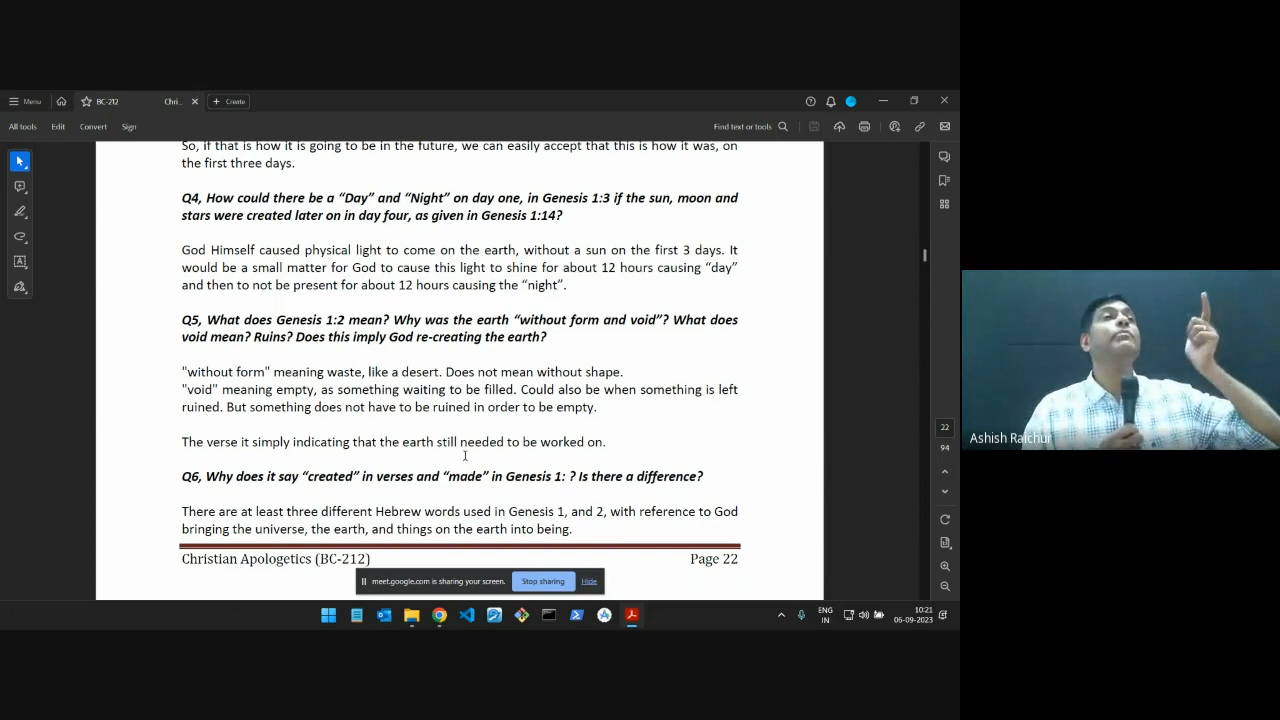 Menu
BC-212
Chri...
Create
All tools
Edit
Convert
Sign
Find text or tools
So, if that is how it is going to be in the future, we can easily accept that this is how it was, on
the first three days.
Q4, How could there be a “Day” and “Night” on day one, in Genesis 1:3 if the sun, moon and
stars were created later on in day four, as given in Genesis 1:14?
God Himself caused physical light to come on the earth, without a sun on the first 3 days. It
would be a small matter for God to cause this light to shine for about 12 hours causing “day”
and then to not be present for about 12 hours causing the “night”.
Q5, What does Genesis 1:2 mean? Why was the earth “without form and void”? What does
void mean? Ruins? Does this imply God re-creating the earth?
"without form" meaning waste, like a desert. Does not mean without shape.
"void" meaning empty, as something waiting to be filled. Could also be when something is left
ruined. But something does not have to be ruined in order to be empty.
The verse it simply indicating that the earth still needed to be worked on.
Q6, Why does it say “created” in verses and “made” in Genesis 1: ? Is there a difference?
There are at least three different Hebrew words used in Genesis 1, and 2, with reference to God
bringing the universe, the earth, and things on the earth into being.
Christian Apologetics (BC-212)
Page 22
22
94
Ashish Raichur
meet.google.com is sharing your screen.
Stop sharing
Hide
ENG
IN
10:21
06-09-2023